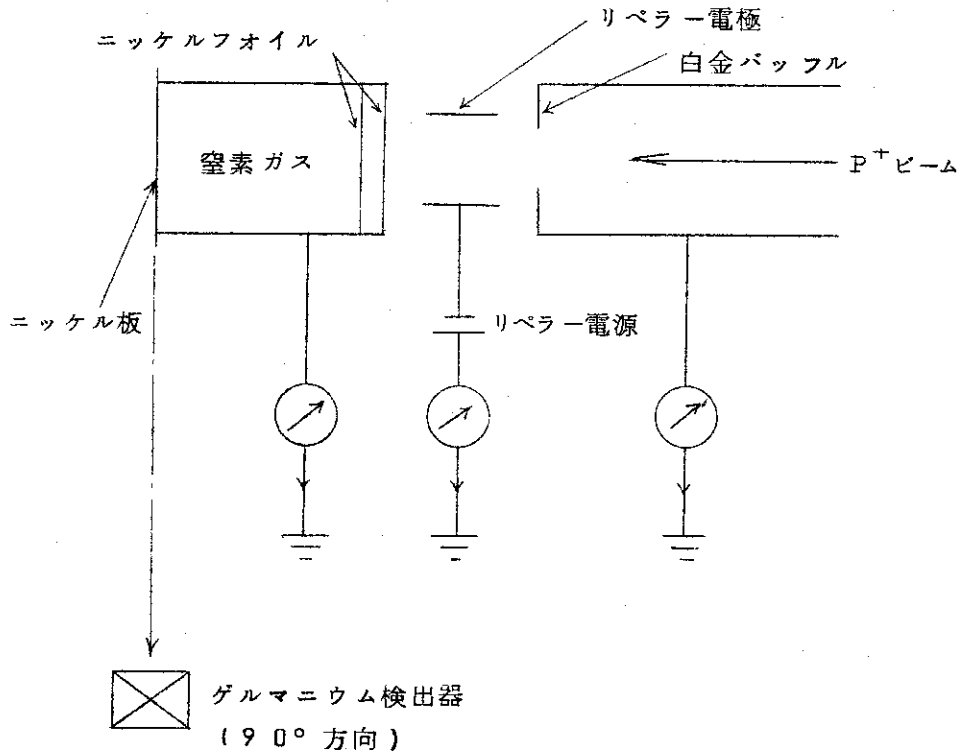 リペラー電極
ニッケルフオイル
白金バッフル
窒素ガス
P⁺ビーム
ニッケル板
リペラー電源
ゲルマニウム検出器
(90°方向)